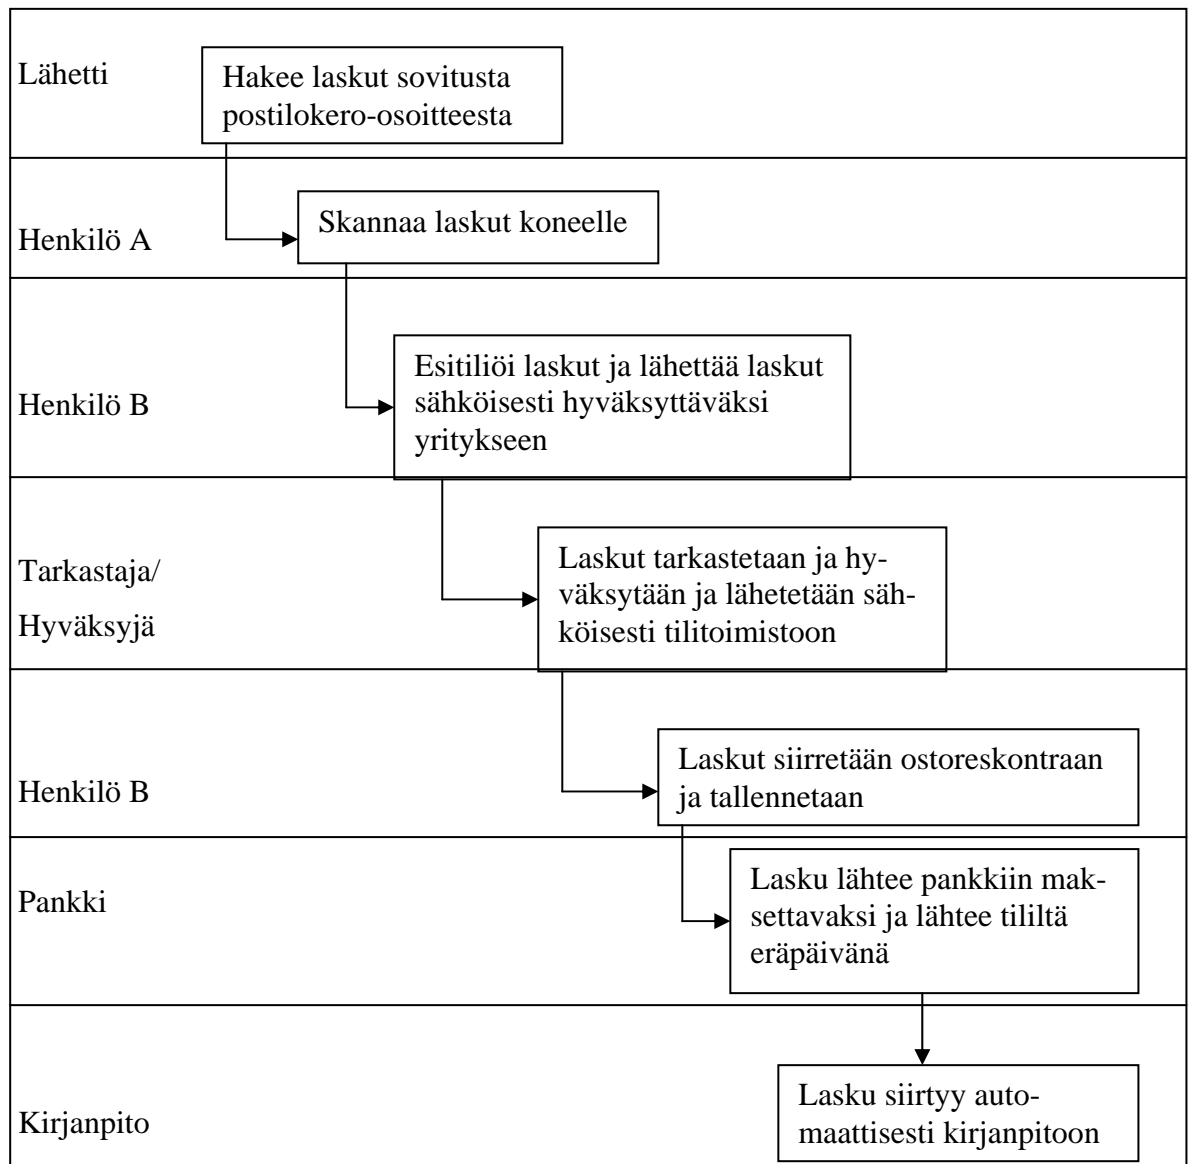 Lähetti
Hakee laskut sovitusta
postilokero-osoitteesta
Henkilö A
Skannaa laskut koneelle
Henkilö B
Esitiliöi laskut ja lähettää laskut
sähköisesti hyväksyttäväksi
yritykseen
Tarkastaja/
Hyväksyjä
Laskut tarkastetaan ja hy-
väksytään ja lähetetään säh-
köisesti tilitoimistoon
Henkilö B
Laskut siirretään ostoreskontraan
ja tallennetaan
Pankki
Lasku lähtee pankkiin mak-
settavaksi ja lähtee tililtä
eräpäivänä
Kirjanpito
Lasku siirtyy auto-
maattisesti kirjanpitoon